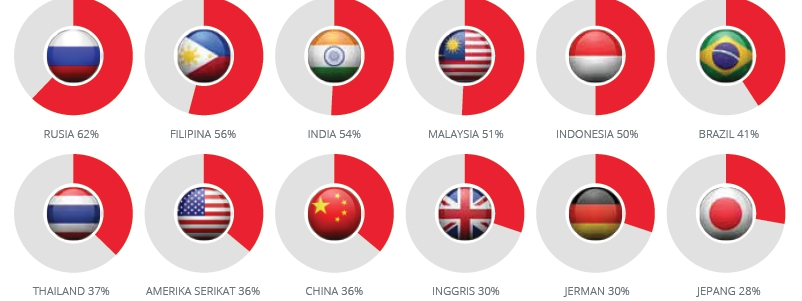 RUSIA 62%
FILIPINA 56%
INDIA 54%
MALAYSIA 51%
INDONESIA 50%
BRAZIL 41%
THAILAND 37%
AMERIKA SERIKAT 36%
CHINA 36%
INGGRIS 30%
JERMAN 30%
JEPANG 28%